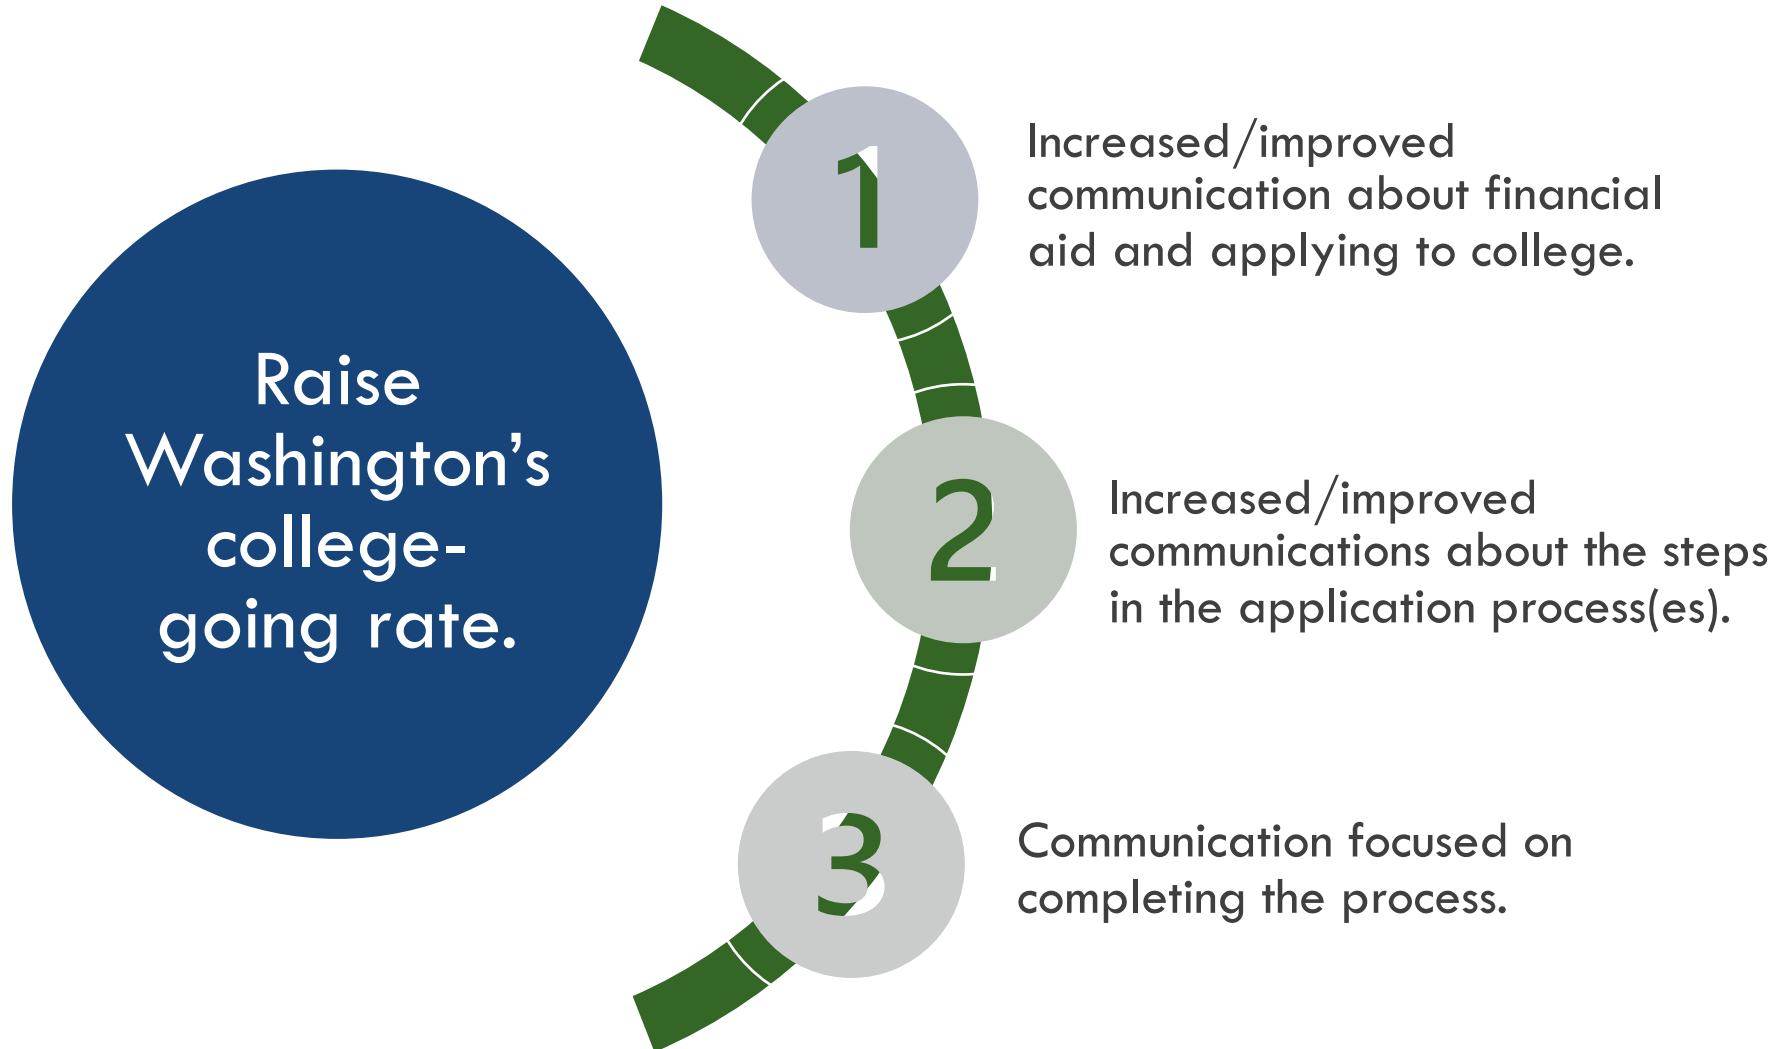 Raise
Washington’s
college-
going rate.
1
Increased/improved
communication about financial
aid and applying to college.
2
Increased/improved
communications about the steps
in the application process(es).
3
Communication focused on
completing the process.